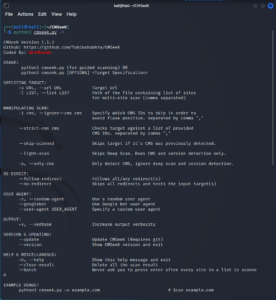 kali@kali: ~/CMSeeK
File Actions Edit View Help
(kali㉿kali)-[~/CMSeeK]
$ python3 cmseek.py -h
CMSeeK Version 1.1.3
GitHub: https://github.com/Tuhinshubhra/CMSeeK
Coded By:
USAGE:
python3 cmseek.py (for guided scanning) OR
python3 cmseek.py [OPTIONS] <Target Specification>
SPECIFING TARGET:
-u URL, --url URL Target Url
-l LIST, --list LIST Path of the file containing list of sites
for multi-site scan (comma separated)
MANIPULATING SCAN:
-i cms, --ignore-cms cms Specify which CMS IDs to skip in order to
avoid flase positive. separated by comma ","
--strict-cms cms Checks target against a list of provided
CMS IDs. separated by comma ","
--skip-scanned Skips target if it's CMS was previously detected.
--light-scan Skips Deep Scan, Does CMS and version detection only.
-o, --only-cms Only detect CMS, ignore deep scan and version detection.
RE-DIRECT:
--follow-redirect Follows all/any redirect(s)
--no-redirect Skips all redirects and tests the input target(s)
USER AGENT:
-r, --random-agent Use a random user agent
--googlebot Use Google Bot user agent
--user-agent USER_AGENT Specify a custom user agent
OUTPUT:
-v, --verbose Increase output verbosity
VERSION & UPDATING:
--update Update CMSeeK (Requires git)
--version Show CMSeeK version and exit
HELP & MISCELLANEOUS:
-h, --help Show this help message and exit
--clear-result Delete all the scan result
--batch Never ask you to press enter after every site in a list is scanned
EXAMPLE USAGE:
python3 cmseek.py -u example.com # Scan example.com